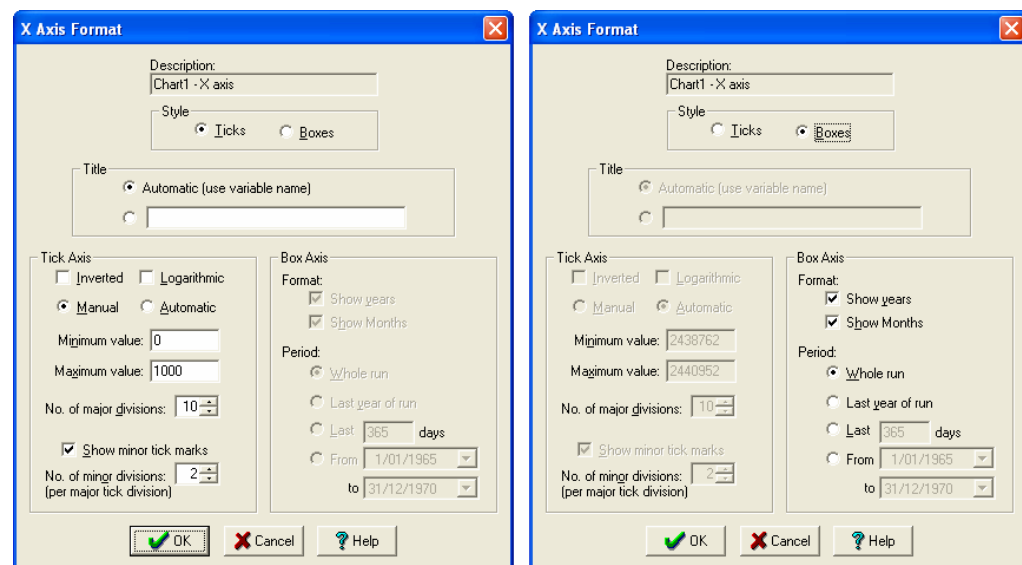 X Axis Format
Description:
Chart1 - X axis
Style
Ticks Boxes
Title
Automatic (use variable name)
Tick Axis
Inverted Logarithmic
Manual Automatic
Minimum value: 0
Maximum value: 1000
No. of major divisions: 10
Show minor tick marks
No. of minor divisions: 2
(per major tick division)
Box Axis
Format:
Show years
Show Months
Period:
Whole run
Last year of run
Last 365 days
From 1/01/1965
to 31/12/1970
OK Cancel Help
X Axis Format
Description:
Chart1 - X axis
Style
Ticks Boxes
Title
Automatic (use variable name)
Tick Axis
Inverted Logarithmic
Manual Automatic
Minimum value: 2438762
Maximum value: 2440952
No. of major divisions: 10
Show minor tick marks
No. of minor divisions: 2
(per major tick division)
Box Axis
Format:
Show years
Show Months
Period:
Whole run
Last year of run
Last 365 days
From 1/01/1965
to 31/12/1970
OK Cancel Help